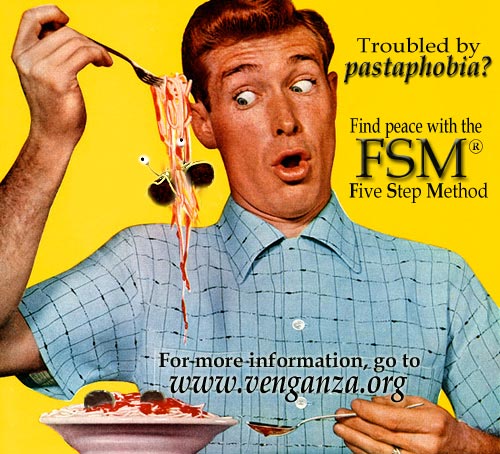 Troubled by
pastaphobia?
Find peace with the
FSM®
Five Step Method
For more information, go to
www.venganza.org